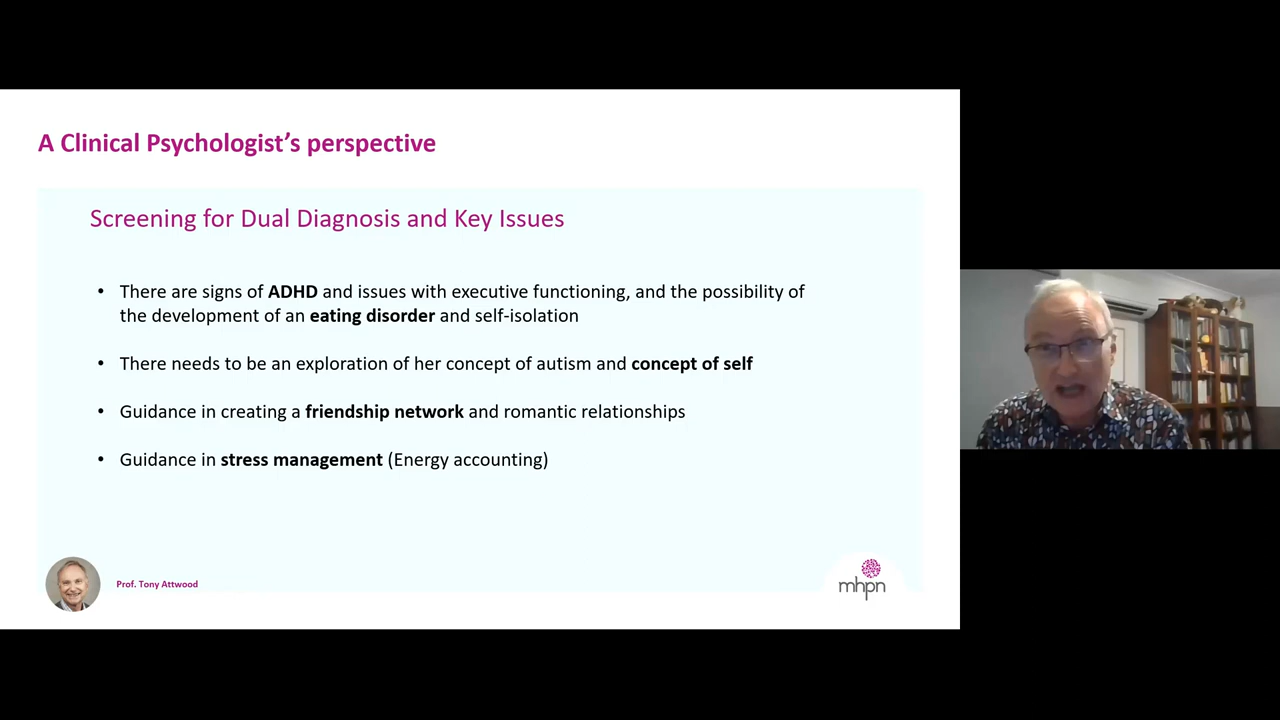 A Clinical Psychologist’s perspective
Screening for Dual Diagnosis and Key Issues
• There are signs of ADHD and issues with executive functioning, and the possibility of
the development of an eating disorder and self-isolation
• There needs to be an exploration of her concept of autism and concept of self
• Guidance in creating a friendship network and romantic relationships
• Guidance in stress management (Energy accounting)
Prof. Tony Attwood
mhpn